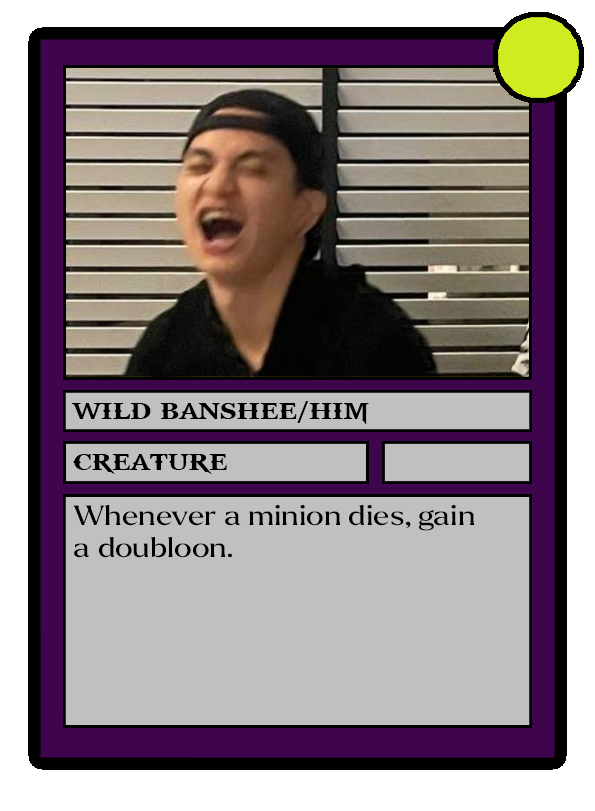 WILD BANSHEE/HIM
CREATURE
Whenever a minion dies, gain
a doubloon.